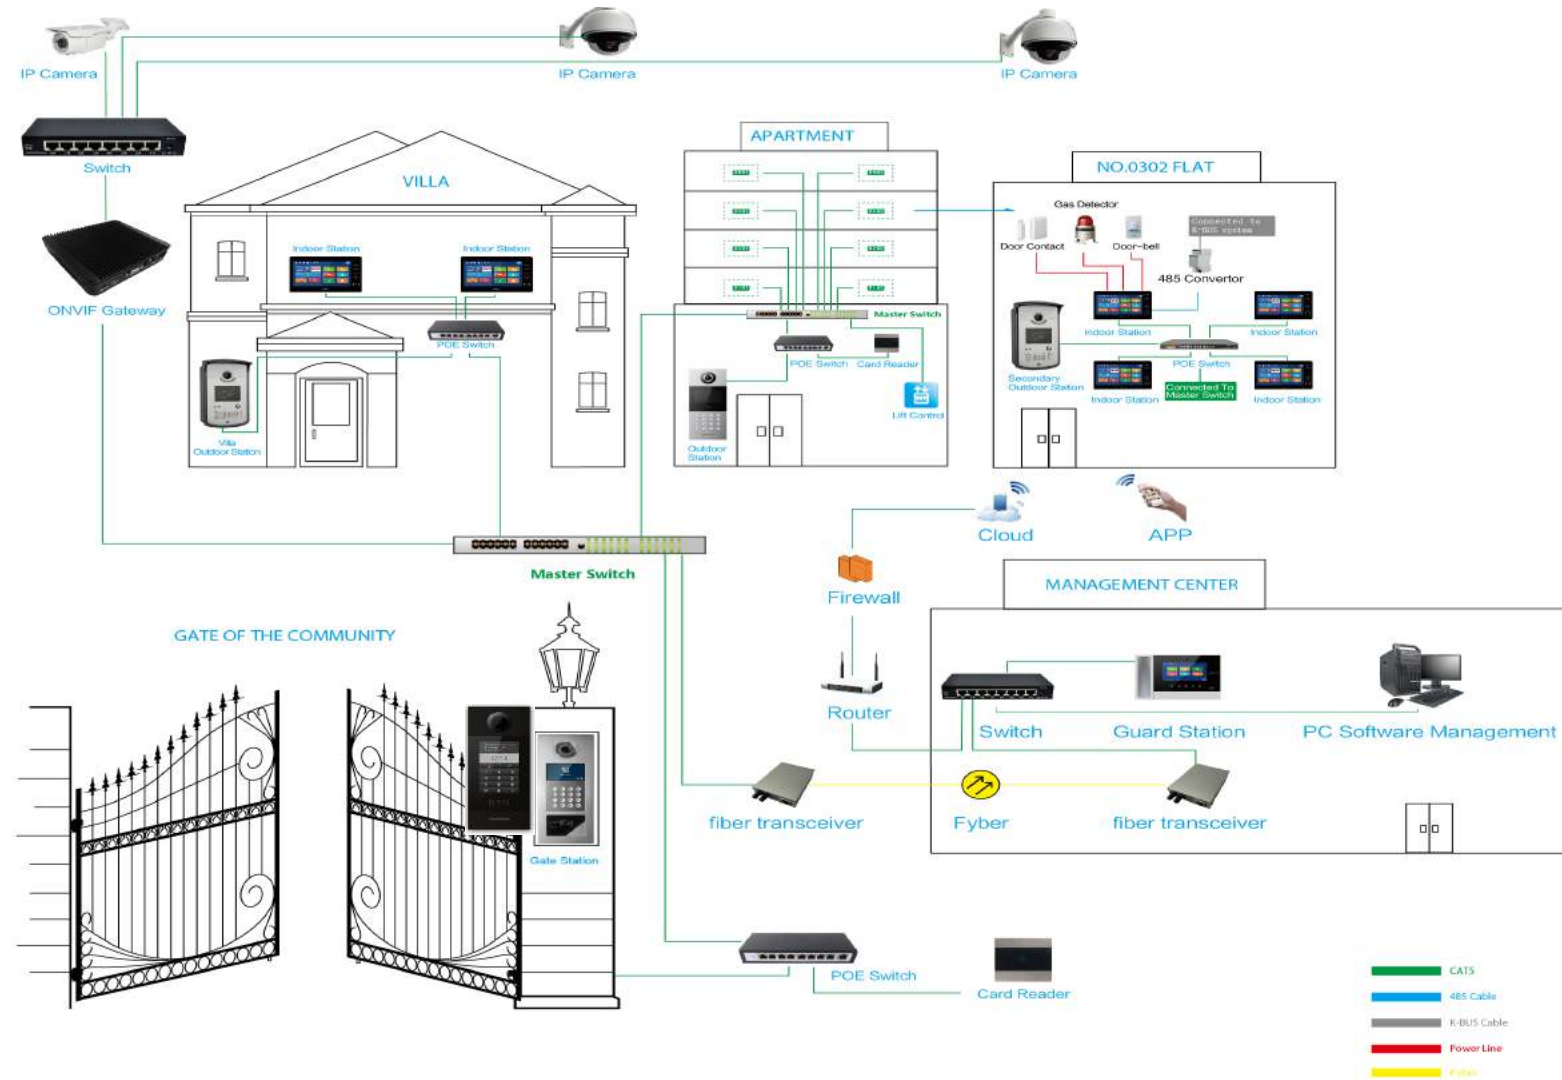 IP Camera
IP Camera
IP Camera
Switch
ONVIF Gateway
VILLA
Indoor Station
Indoor Station
POE Switch
Villa
Outdoor Station
APARTMENT
Master Switch
POE Switch
Card Reader
Lift Control
Outdoor
Station
NO.0302 FLAT
Gas Detector
Door Contact
Door-bell
Connected to
K-BUS system
485 Convertor
Indoor Station
Indoor Station
Secondary
Outdoor Station
POE Switch
Connected To
Master Switch
Indoor Station
Indoor Station
Master Switch
Cloud
APP
Firewall
Router
MANAGEMENT CENTER
Switch
Guard Station
PC Software Management
fiber transceiver
Fyber
fiber transceiver
GATE OF THE COMMUNITY
Gate Station
POE Switch
Card Reader
CAT5
485 Cable
K-BUS Cable
Power Line